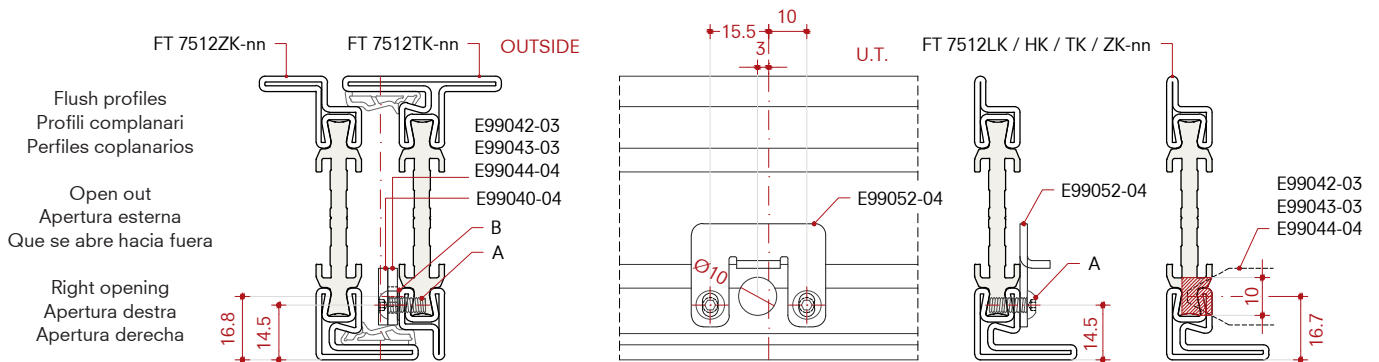 FT 7512ZK-nn
FT 7512TK-nn
OUTSIDE
Flush profiles
Profili complanari
Perfiles coplanarios
Open out
Apertura esterna
Que se abre hacia fuera
Right opening
Apertura destra
Apertura derecha
E99042-03
E99043-03
E99044-04
E99040-04
B
A
16.8
14.5
10
15.5
3
U.T.
E99052-04
Ø10
FT 7512LK / HK / TK / ZK-nn
E99052-04
A
14.5
E99042-03
E99043-03
E99044-04
10
16.7